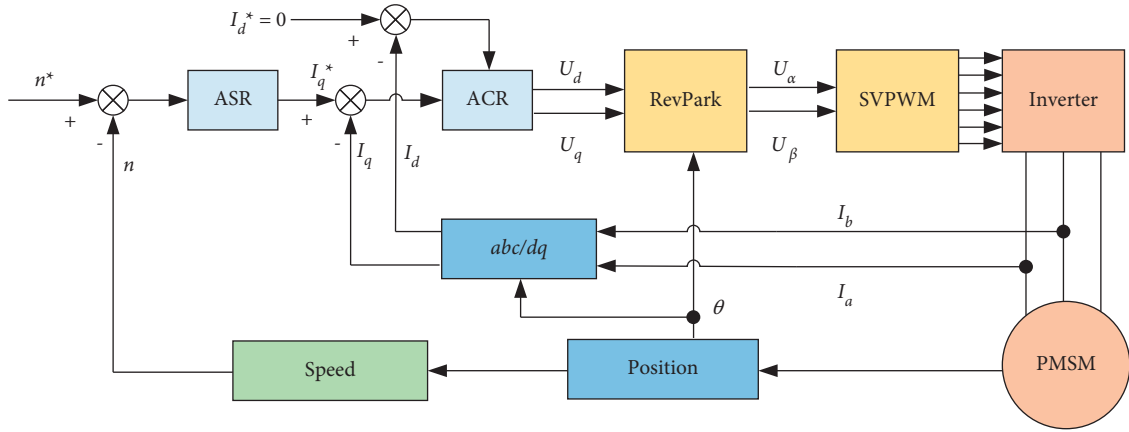 I_d* = 0
+
-
n*
+
-
n
ASR
I_q*
+
-
I_q
I_d
ACR
U_d
U_q
RevPark
U_α
U_β
SVPWM
Inverter
abc/dq
I_b
I_a
θ
Speed
Position
PMSM